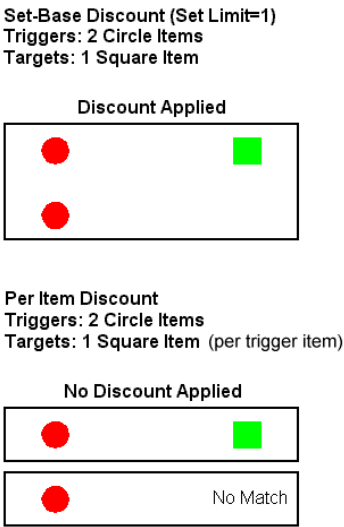 Set-Base Discount (Set Limit=1)
Triggers: 2 Circle Items
Targets: 1 Square Item
Discount Applied
Per Item Discount
Triggers: 2 Circle Items
Targets: 1 Square Item (per trigger item)
No Discount Applied
No Match